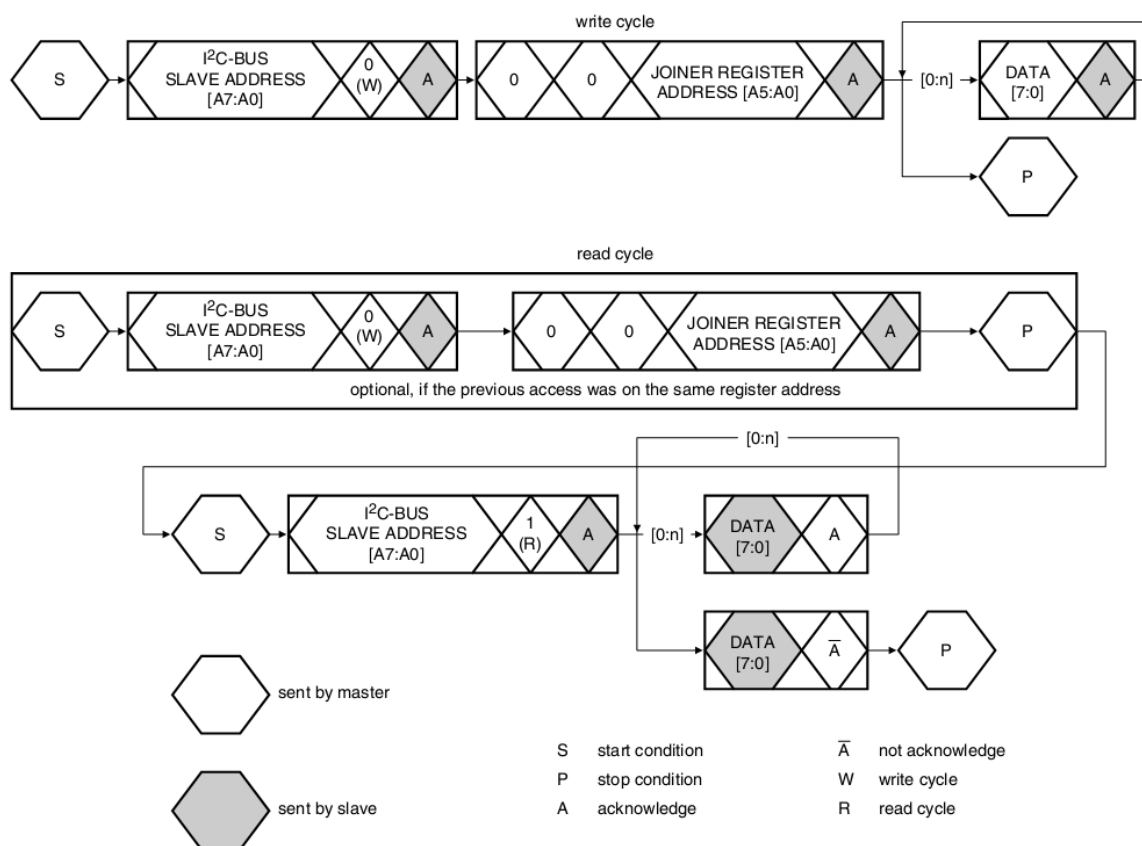 write cycle
S
I²C-BUS
SLAVE ADDRESS
[A7:A0]
0
(W)
A
0
0
JOINER REGISTER
ADDRESS [A5:A0]
A
[0:n]
DATA
[7:0]
A
P
read cycle
S
I²C-BUS
SLAVE ADDRESS
[A7:A0]
0
(W)
A
0
0
JOINER REGISTER
ADDRESS [A5:A0]
A
P
optional, if the previous access was on the same register address
[0:n]
S
I²C-BUS
SLAVE ADDRESS
[A7:A0]
1
(R)
A
[0:n]
DATA
[7:0]
A
DATA
[7:0]
A̅
P
sent by master
sent by slave
S start condition
P stop condition
A acknowledge
A̅ not acknowledge
W write cycle
R read cycle